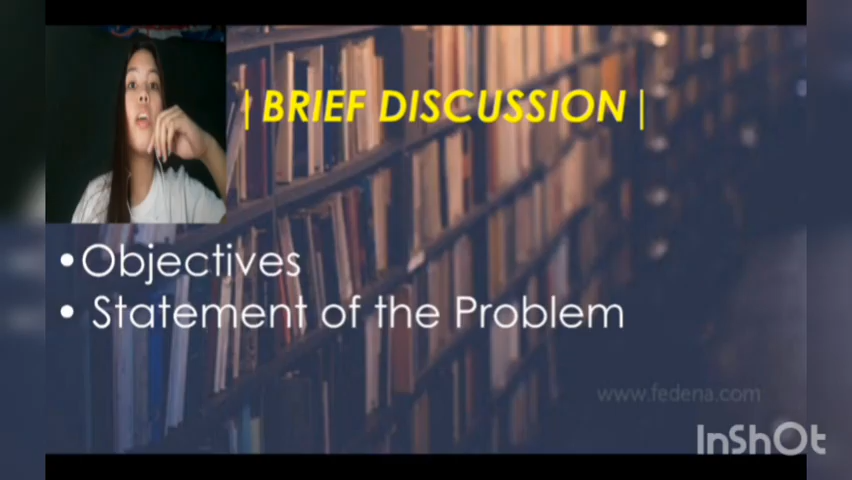 | BRIEF DISCUSSION |
•Objectives
• Statement of the Problem
www.fedena.com
InShOt